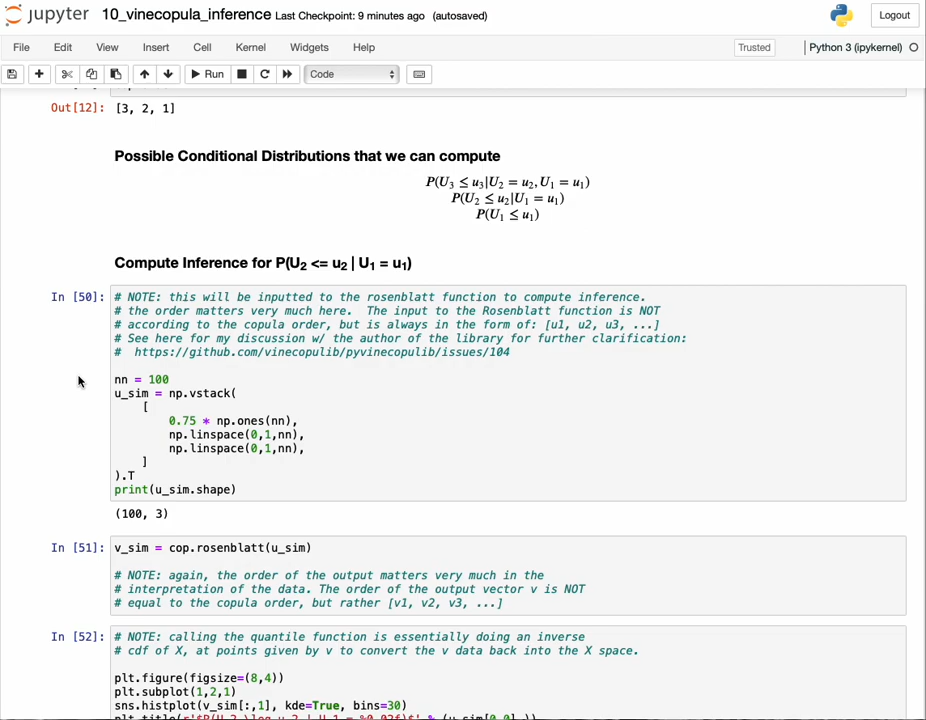 jupyter 10_vinecopula_inference Last Checkpoint: 9 minutes ago (autosaved)
Logout
File Edit View Insert Cell Kernel Widgets Help
Trusted
Python 3 (ipykernel)
Run
Code
Out[12]: [3, 2, 1]
Possible Conditional Distributions that we can compute
P(U₃ ≤ u₃|U₂ = u₂, U₁ = u₁)
P(U₂ ≤ u₂|U₁ = u₁)
P(U₁ ≤ u₁)
Compute Inference for P(U₂ <= u₂ | U₁ = u₁)
In [50]: # NOTE: this will be inputted to the rosenblatt function to compute inference.
# the order matters very much here.  The input to the Rosenblatt function is NOT
# according to the copula order, but is always in the form of: [u1, u2, u3, ...]
# See here for my discussion w/ the author of the library for further clarification:
#  https://github.com/vinecopulib/pyvinecopulib/issues/104
nn = 100
u_sim = np.vstack(
[
0.75 * np.ones(nn),
np.linspace(0,1,nn),
np.linspace(0,1,nn),
]
).T
print(u_sim.shape)
(100, 3)
In [51]: v_sim = cop.rosenblatt(u_sim)
# NOTE: again, the order of the output matters very much in the
# interpretation of the data. The order of the output vector v is NOT
# equal to the copula order, but rather [v1, v2, v3, ...]
In [52]: # NOTE: calling the quantile function is essentially doing an inverse
# cdf of X, at points given by v to convert the v data back into the X space.
plt.figure(figsize=(8,4))
plt.subplot(1,2,1)
sns.histplot(v_sim[:,1], kde=True, bins=30)